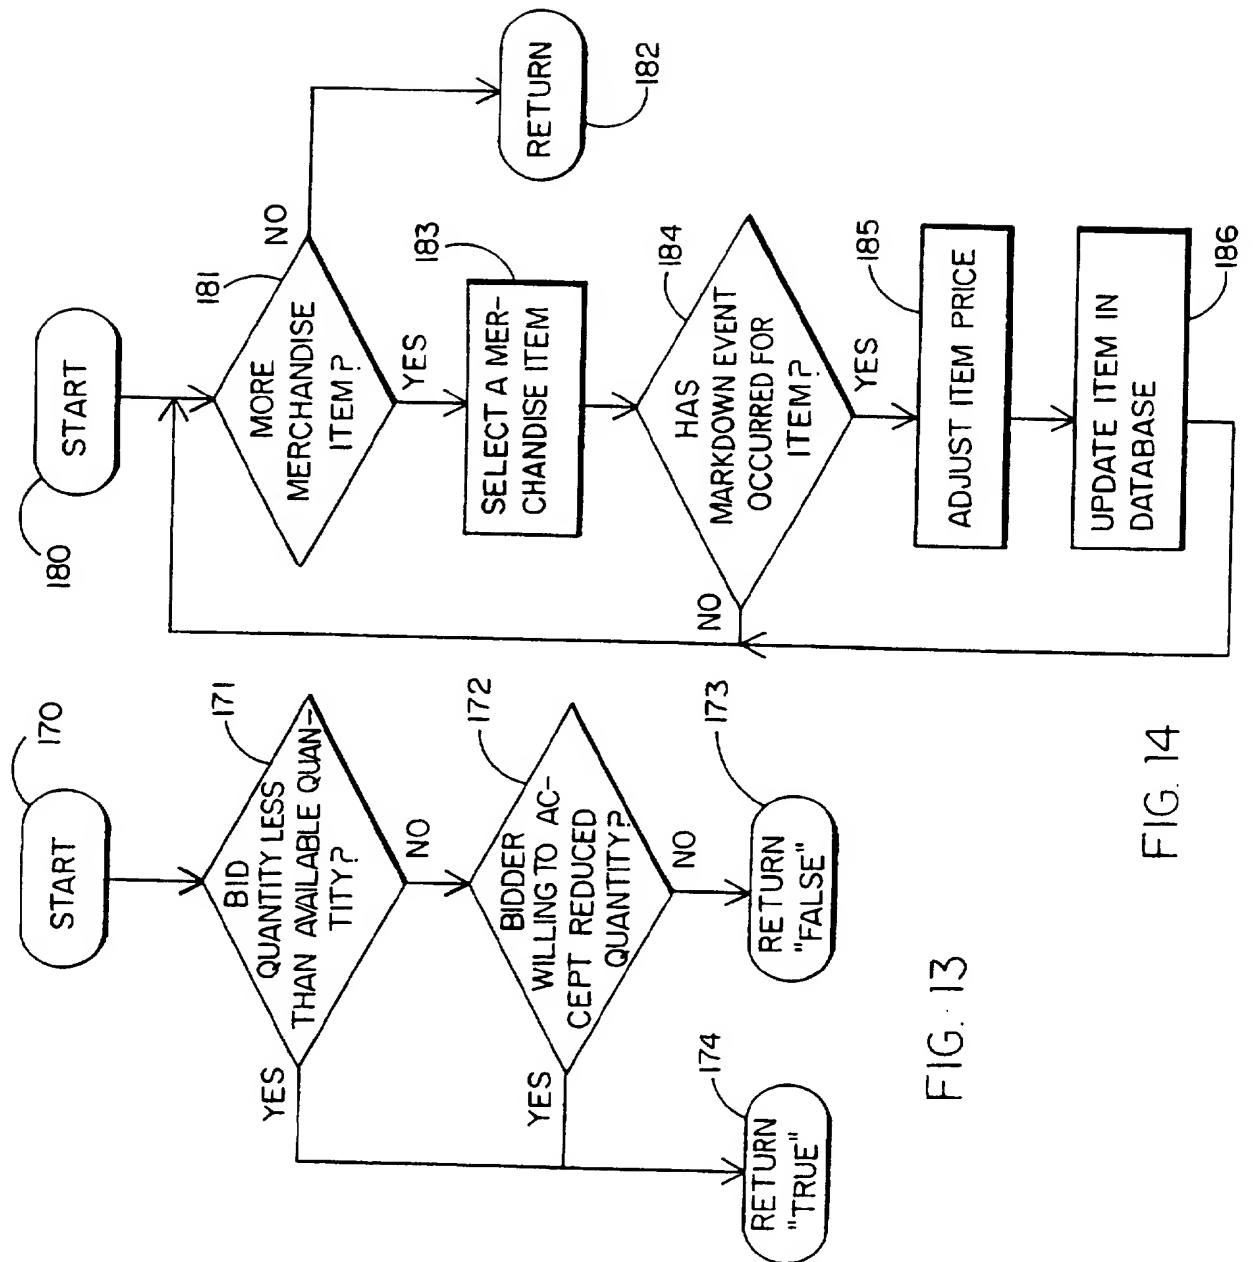 170
START
171
BID
QUANTITY LESS
THAN AVAILABLE QUAN-
TITY?
YES
NO
172
BIDDER
WILLING TO AC-
CEPT REDUCED
QUANTITY?
YES
NO
173
RETURN
"FALSE"
174
RETURN
"TRUE"
FIG. 13
180
START
181
MORE
MERCHANDISE
ITEM?
NO
YES
RETURN
182
183
SELECT A MER-
CHANDISE ITEM
184
HAS
MARKDOWN EVENT
OCCURRED FOR
ITEM?
NO
YES
185
ADJUST ITEM PRICE
UPDATE ITEM IN
DATABASE
186
FIG. 14